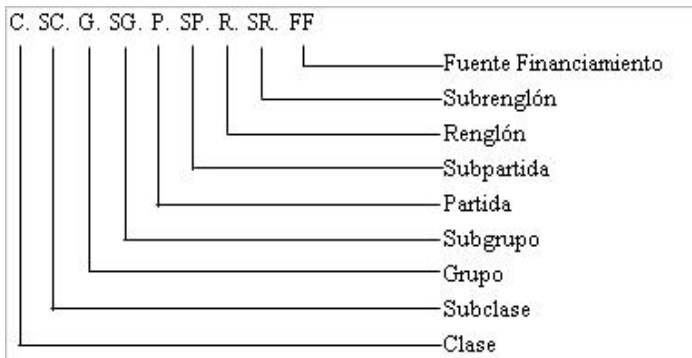 C. SC. G. SG. P. SP. R. SR. FF
Fuente Financiamiento
Subrenglón
Renglón
Subpartida
Partida
Subgrupo
Grupo
Subclase
Clase